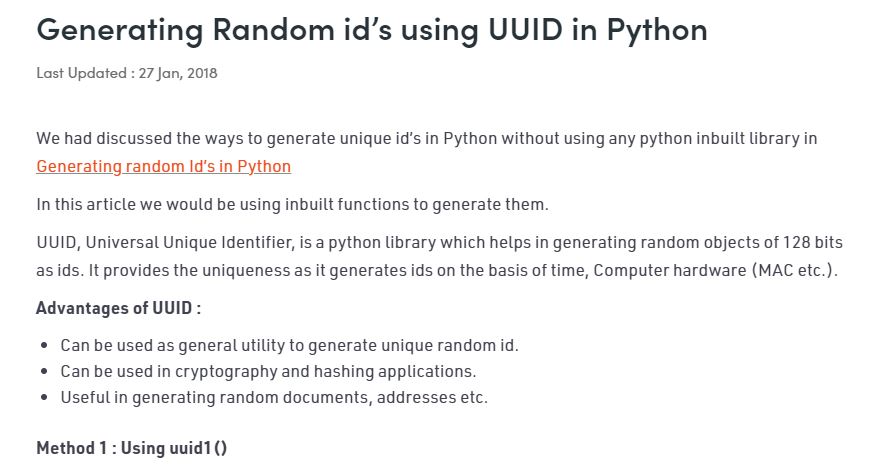 Generating Random id’s using UUID in Python
Last Updated : 27 Jan, 2018
We had discussed the ways to generate unique id’s in Python without using any python inbuilt library in
Generating random Id’s in Python
In this article we would be using inbuilt functions to generate them.
UUID, Universal Unique Identifier, is a python library which helps in generating random objects of 128 bits
as ids. It provides the uniqueness as it generates ids on the basis of time, Computer hardware (MAC etc.).
Advantages of UUID :
• Can be used as general utility to generate unique random id.
• Can be used in cryptography and hashing applications.
• Useful in generating random documents, addresses etc.
Method 1 : Using uuid1()